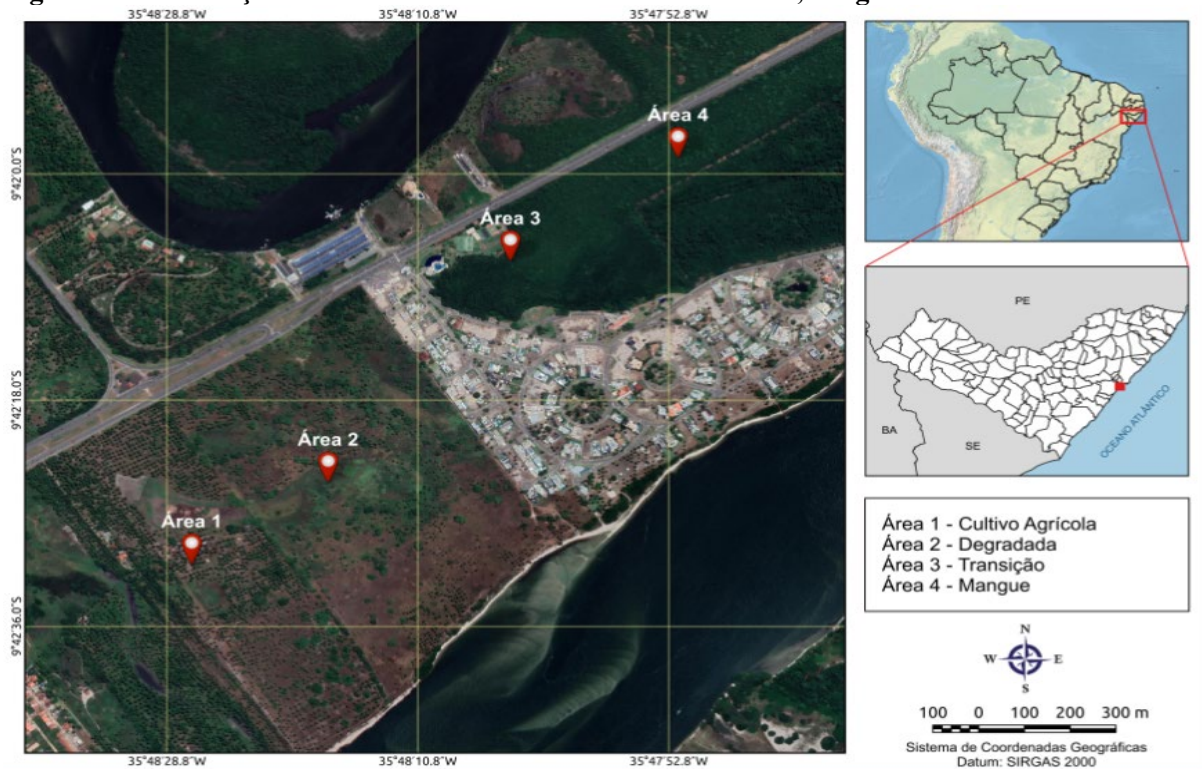 35°48'28.8"W 35°48'10.8"W 35°47'52.8"W
9°42'0.0"S
9°42'18.0"S
9°42'36.0"S
Área 4
Área 3
Área 2
Área 1
35°48'28.8"W 35°48'10.8"W 35°47'52.8"W
PE
BA
SE
OCEANO ATLÂNTICO
Área 1 - Cultivo Agrícola
Área 2 - Degradada
Área 3 - Transição
Área 4 - Mangue
N
W E
S
100 0 100 200 300 m
Sistema de Coordenadas Geográficas
Datum: SIRGAS 2000